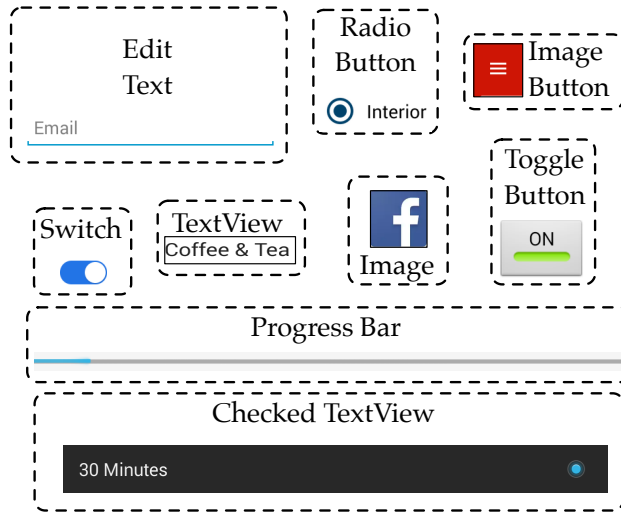 Edit
Text
Email
Radio
Button
Interior
Image
Button
Switch
TextView
Coffee & Tea
f
Image
Toggle
Button
ON
Progress Bar
Checked TextView
30 Minutes